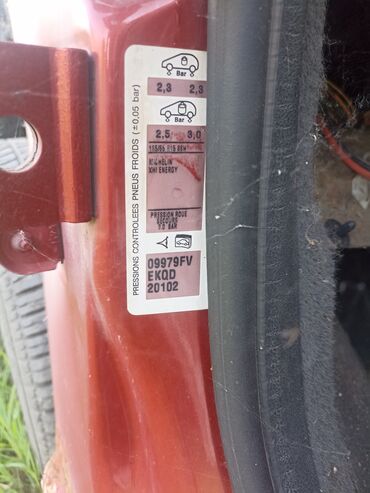 Bar
2,3 2,3
Bar
2,5 3,0
MICHELIN
XH1 ENERGY
PRESSION ROUE
SECOURS
BAR
09979FV
EKQD
20102
PRESSIONS CONTROLEES PNEUS FROIDS (±0,05 bar)